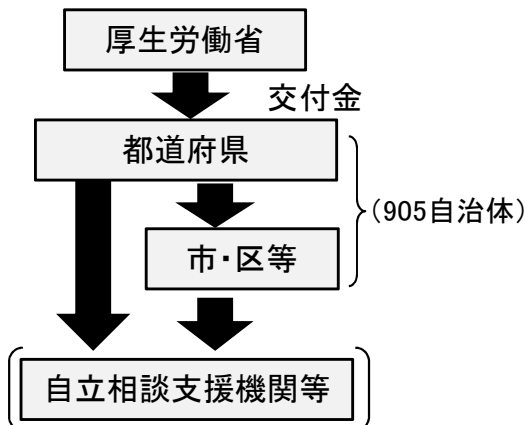 厚生労働省
交付金
都道府県
(905自治体)
市・区等
自立相談支援機関等